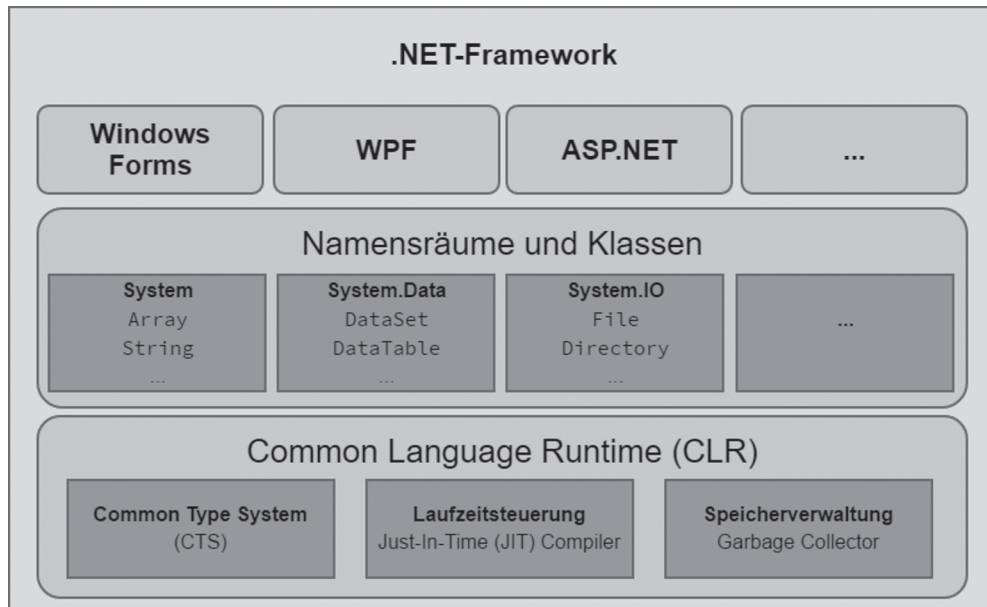 .NET-Framework
Windows
Forms
WPF
ASP.NET
...
Namensräume und Klassen
System
Array
String
...
System.Data
DataSet
DataTable
...
System.IO
File
Directory
...
...
Common Language Runtime (CLR)
Common Type System
(CTS)
Laufzeitsteuerung
Just-In-Time (JIT) Compiler
Speicherverwaltung
Garbage Collector